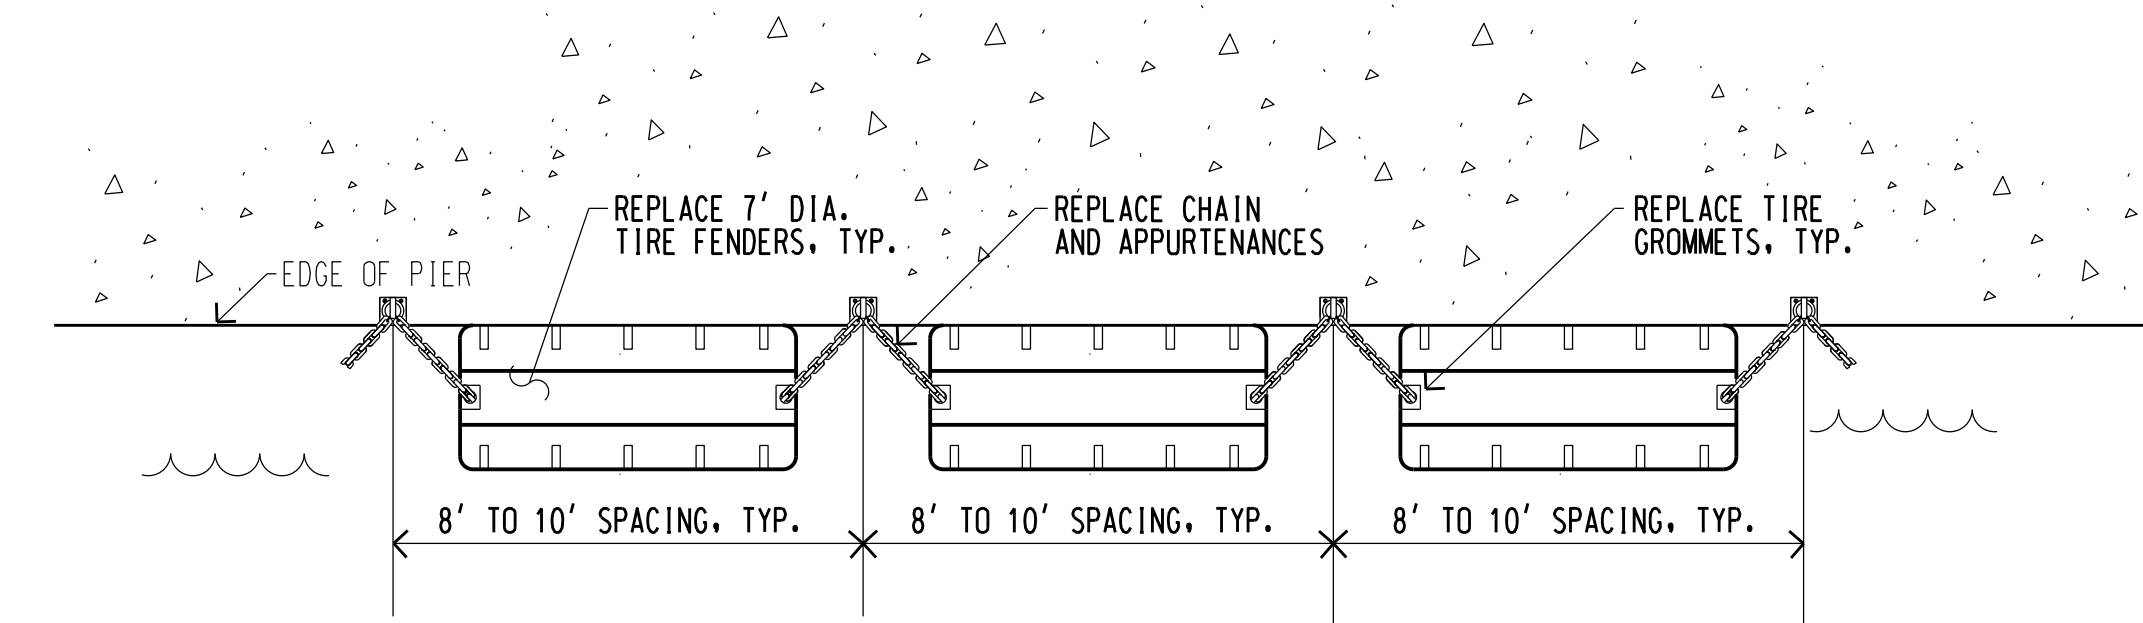 REPLACE 7' DIA.
TIRE FENDERS, TYP.
REPLACE CHAIN
AND APPURTENANCES
REPLACE TIRE
GROMMETS, TYP.
EDGE OF PIER
8' TO 10' SPACING, TYP.
8' TO 10' SPACING, TYP.
8' TO 10' SPACING, TYP.